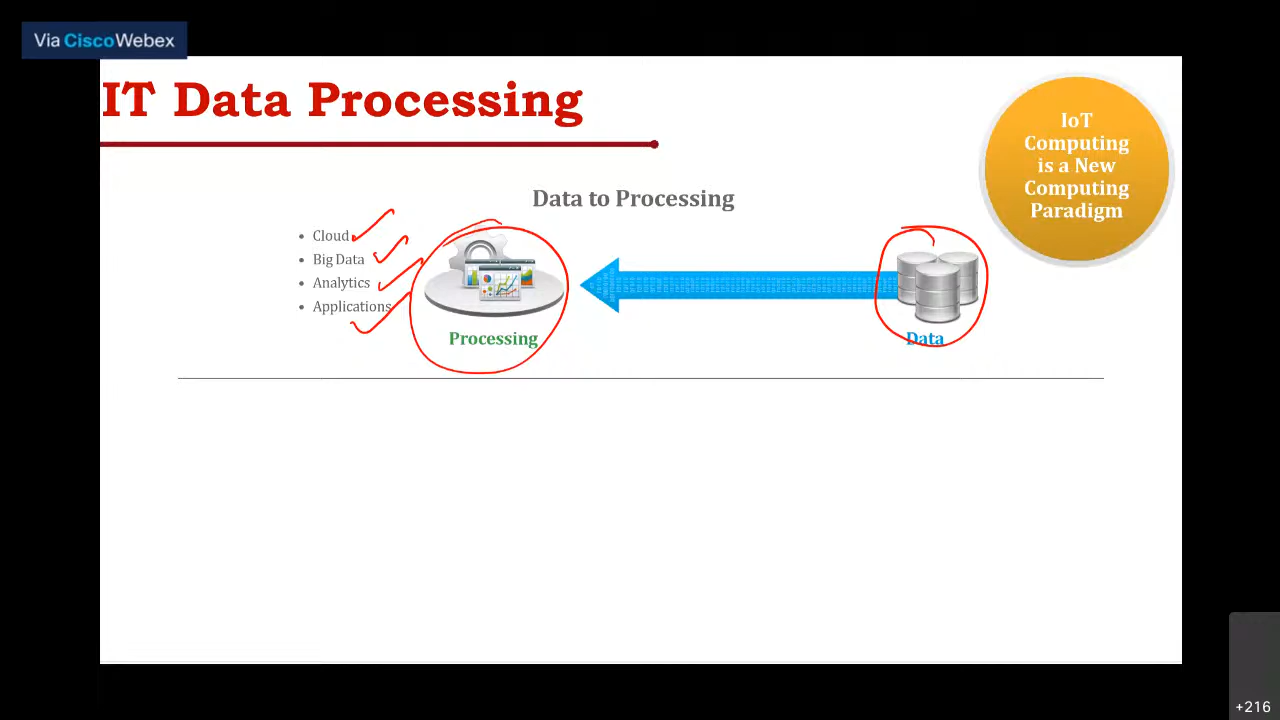 Via CiscoWebex
IT Data Processing
IoT
Computing
is a New
Computing
Paradigm
Data to Processing
• Cloud
• Big Data
• Analytics
• Applications
Processing
Data
+216